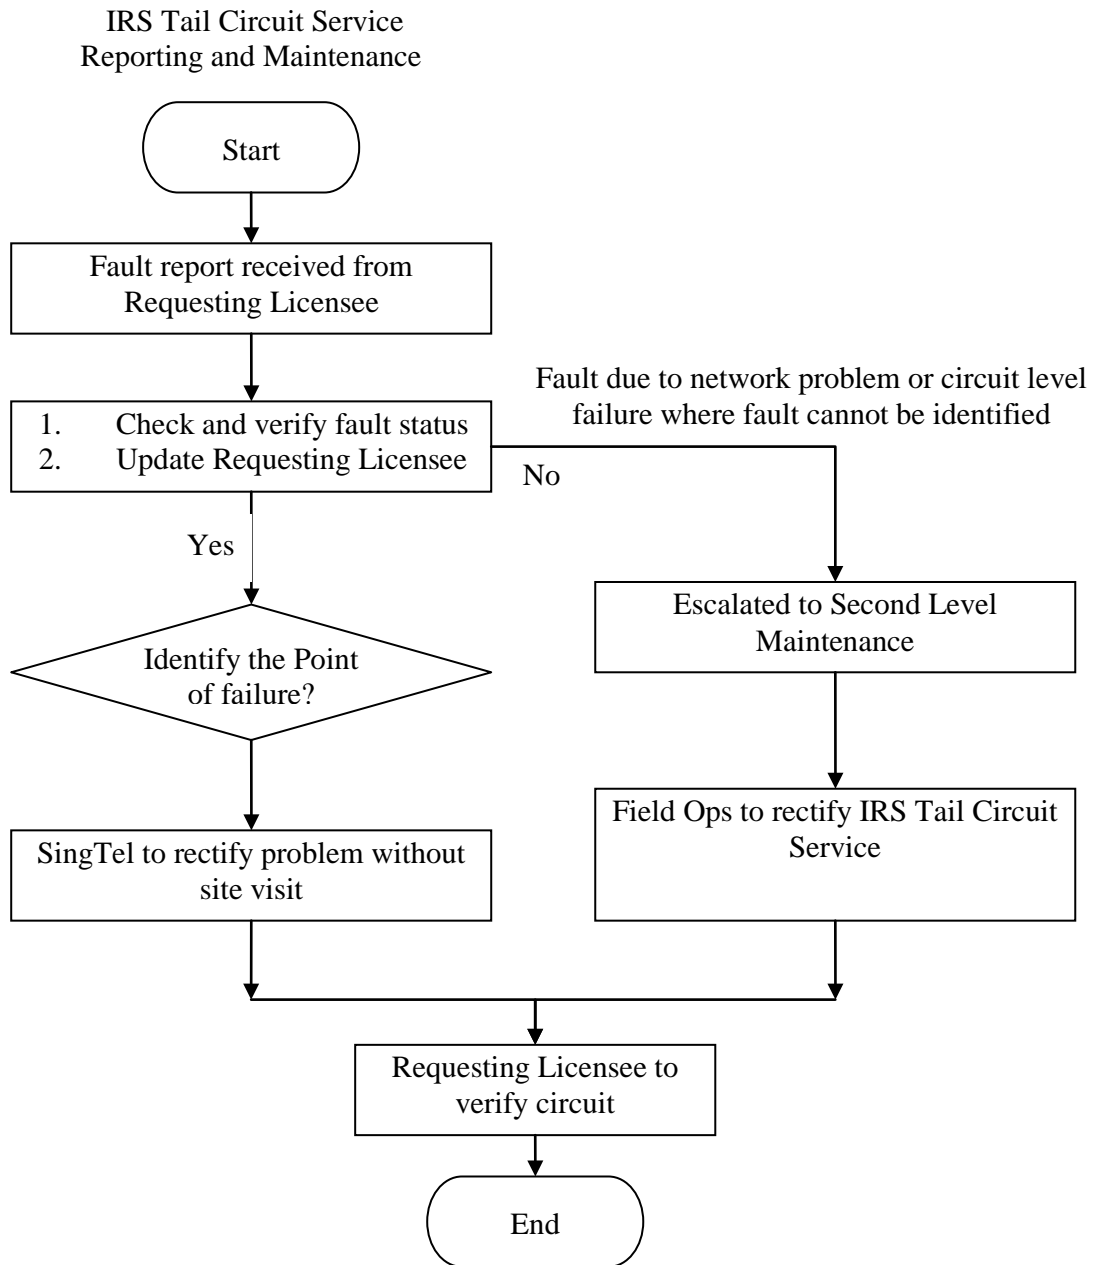 IRS Tail Circuit Service
Reporting and Maintenance
Start
Fault report received from
Requesting Licensee
Fault due to network problem or circuit level
failure where fault cannot be identified
1. Check and verify fault status
2. Update Requesting Licensee
No
Yes
Escalated to Second Level
Maintenance
Identify the Point
of failure?
Field Ops to rectify IRS Tail Circuit
Service
SingTel to rectify problem without
site visit
Requesting Licensee to
verify circuit
End